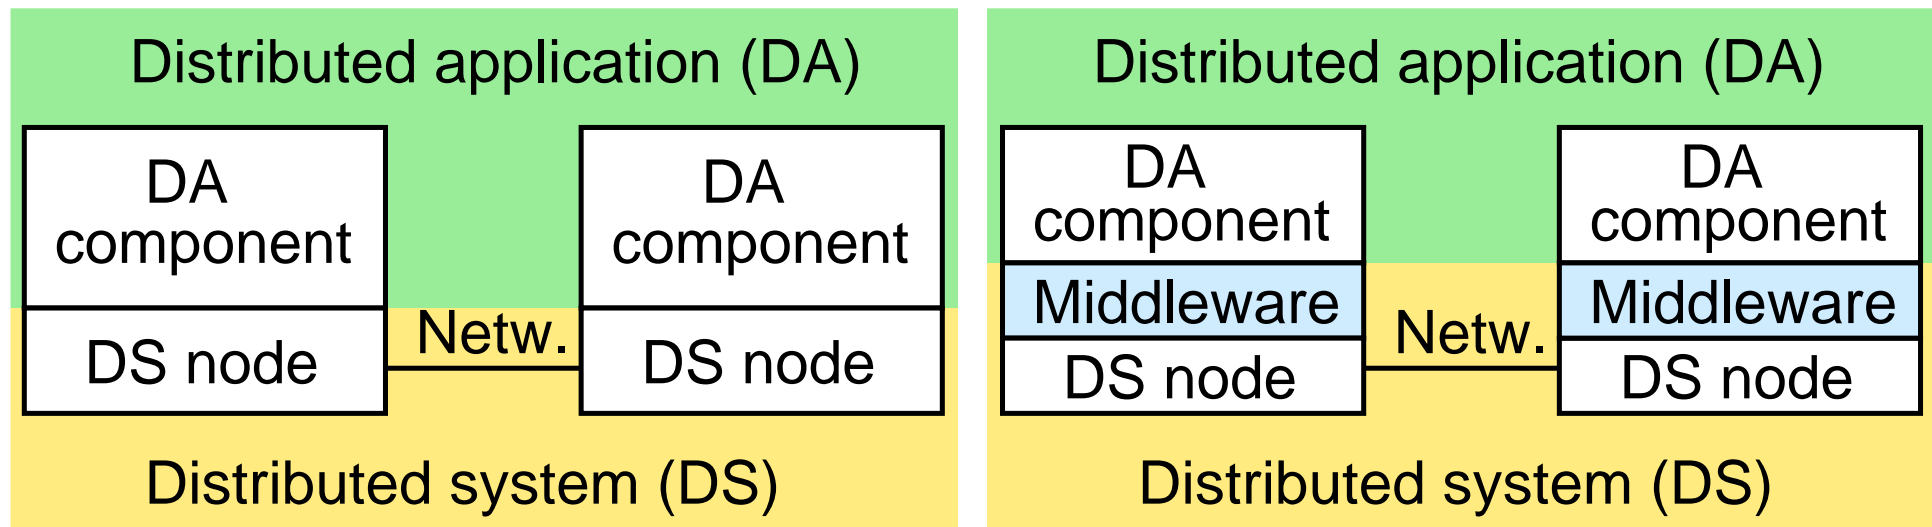 Distributed application (DA)
DA
component
DA
component
DS node
Netw.
DS node
Distributed system (DS)
Distributed application (DA)
DA
component
DA
component
Middleware
Middleware
Netw.
DS node
DS node
Distributed system (DS)